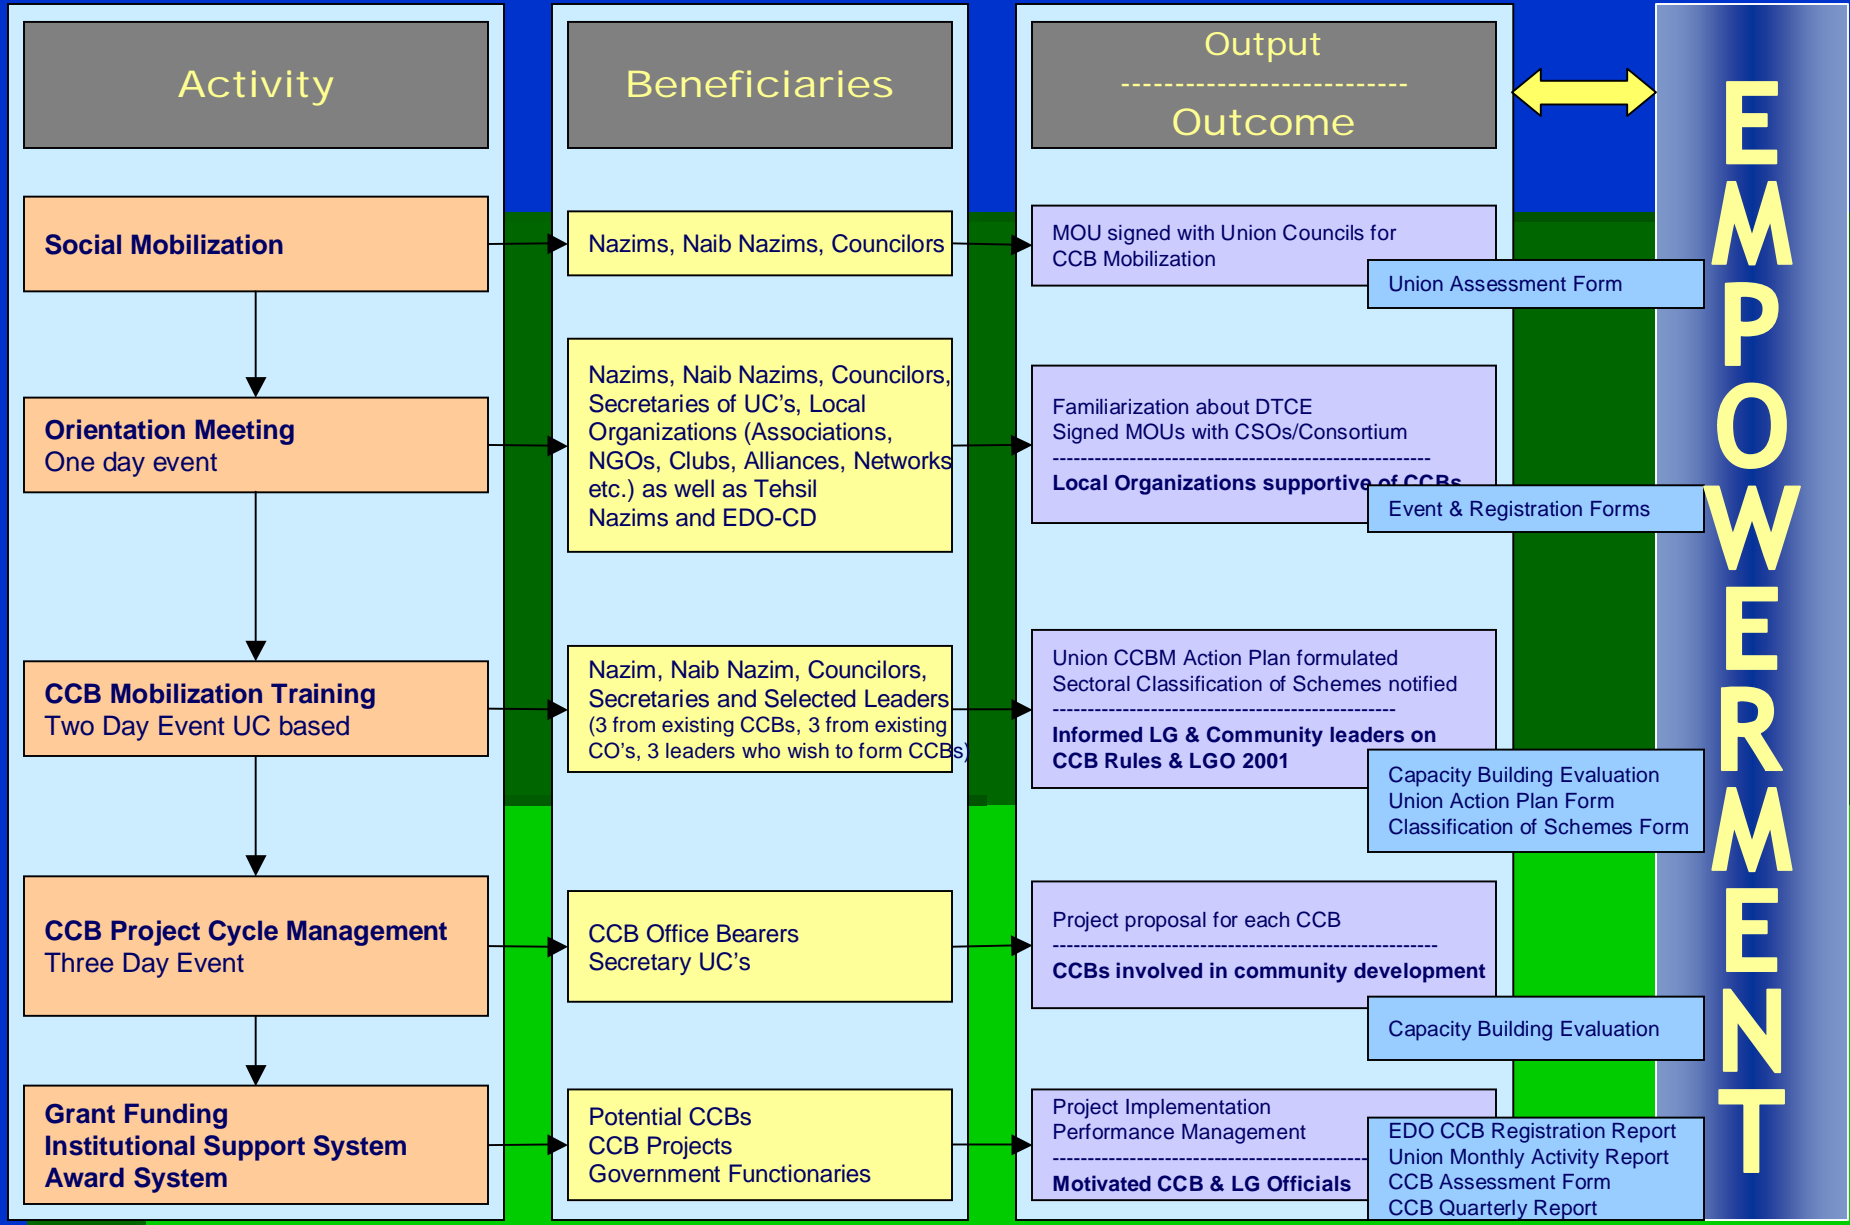 Activity
Beneficiaries
Output
---------------------------
Outcome
Social Mobilization
Nazims, Naib Nazims, Councilors
MOU signed with Union Councils for
CCB Mobilization
Union Assessment Form
Orientation Meeting
One day event
Nazims, Naib Nazims, Councilors,
Secretaries of UC’s, Local
Organizations (Associations,
NGOs, Clubs, Alliances, Networks
etc.) as well as Tehsil
Nazims and EDO-CD
Familiarization about DTCE
Signed MOUs with CSOs/Consortium
------------------------------------------------------
Local Organizations supportive of CCBs
Event & Registration Forms
CCB Mobilization Training
Two Day Event UC based
Nazim, Naib Nazim, Councilors,
Secretaries and Selected Leaders
(3 from existing CCBs, 3 from existing
CO’s, 3 leaders who wish to form CCBs)
Union CCBM Action Plan formulated
Sectoral Classification of Schemes notified
-------------------------------------------------
Informed LG & Community leaders on
CCB Rules & LGO 2001
Capacity Building Evaluation
Union Action Plan Form
Classification of Schemes Form
CCB Project Cycle Management
Three Day Event
CCB Office Bearers
Secretary UC’s
Project proposal for each CCB
-------------------------------------------------------
CCBs involved in community development
Capacity Building Evaluation
Grant Funding
Institutional Support System
Award System
Potential CCBs
CCB Projects
Government Functionaries
Project Implementation
Performance Management
---------------------------------------------
Motivated CCB & LG Officials
EDO CCB Registration Report
Union Monthly Activity Report
CCB Assessment Form
CCB Quarterly Report
EMPOWERMENT